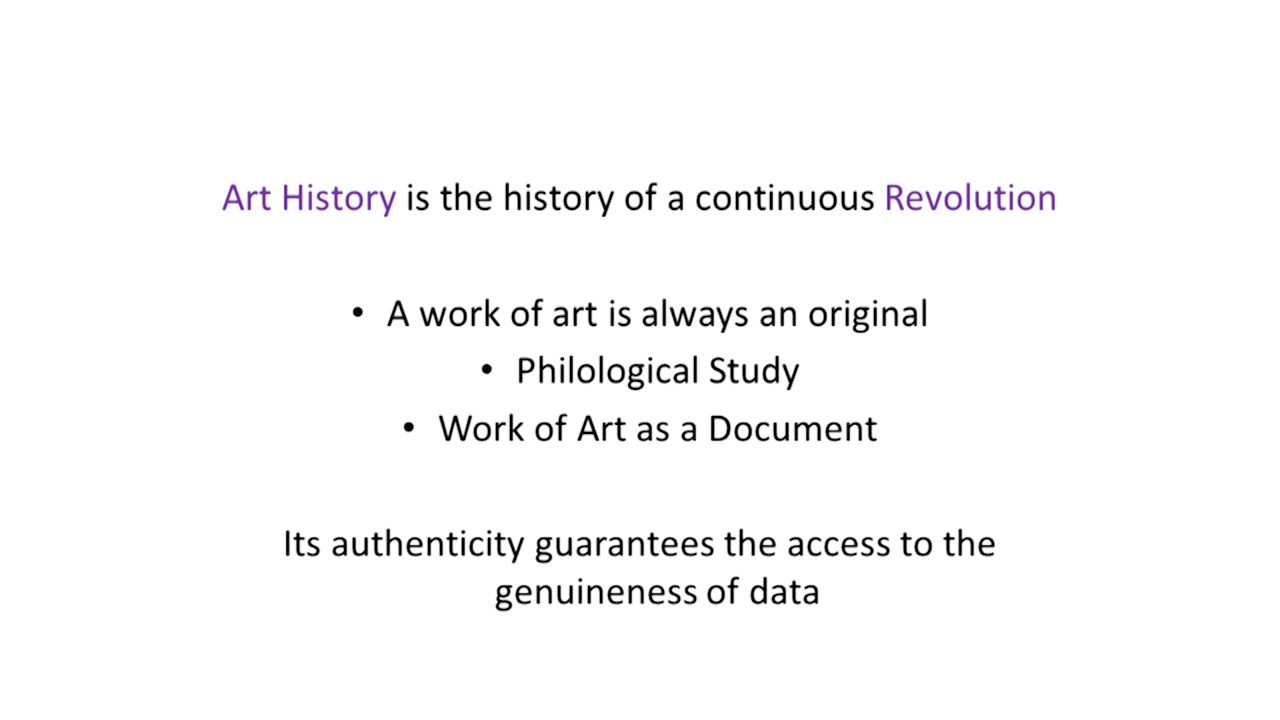 Art History is the history of a continuous Revolution
• A work of art is always an original
• Philological Study
• Work of Art as a Document
Its authenticity guarantees the access to the
genuineness of data